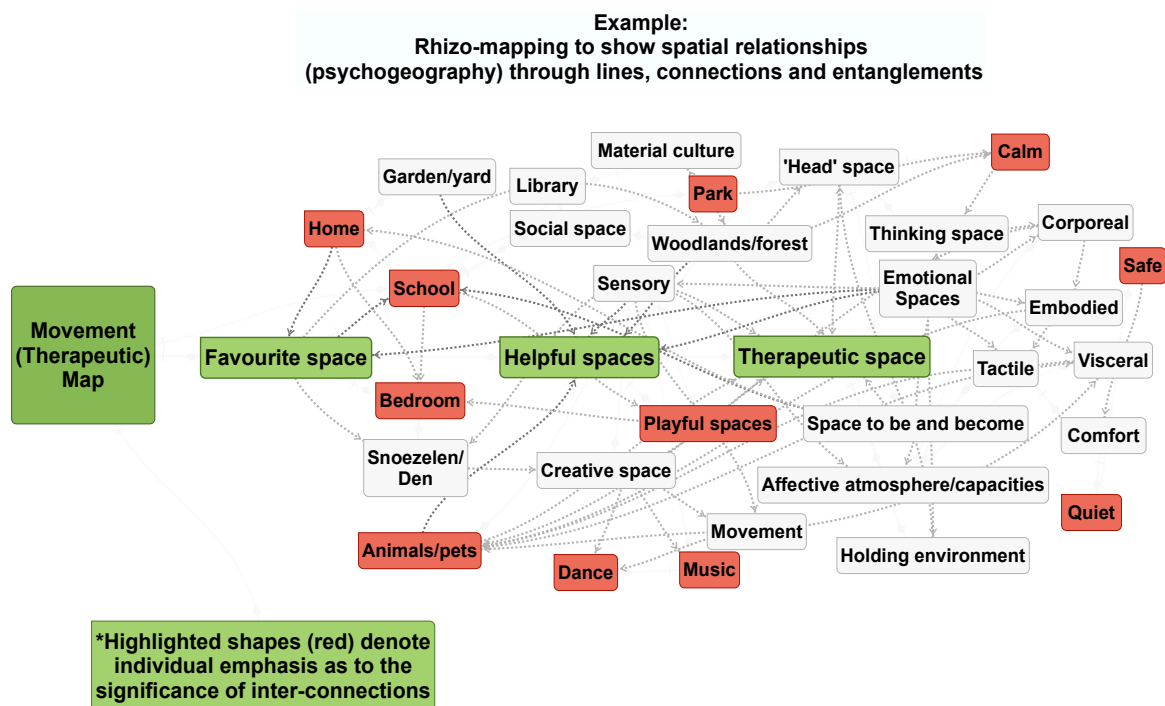 Example:
Rhizo-mapping to show spatial relationships
(psychogeography) through lines, connections and entanglements
Material culture
'Head' space
Calm
Garden/yard
Library
Park
Home
Social space
Woodlands/forest
Thinking space
Corporeal
School
Sensory
Emotional
Spaces
Safe
Embodied
Movement
(Therapeutic)
Map
Favourite space
Helpful spaces
Therapeutic space
Tactile
Visceral
Bedroom
Playful spaces
Space to be and become
Comfort
Snoezelen/
Den
Creative space
Affective atmosphere/capacities
Quiet
Animals/pets
Movement
Holding environment
Dance
Music
*Highlighted shapes (red) denote
individual emphasis as to the
significance of inter-connections